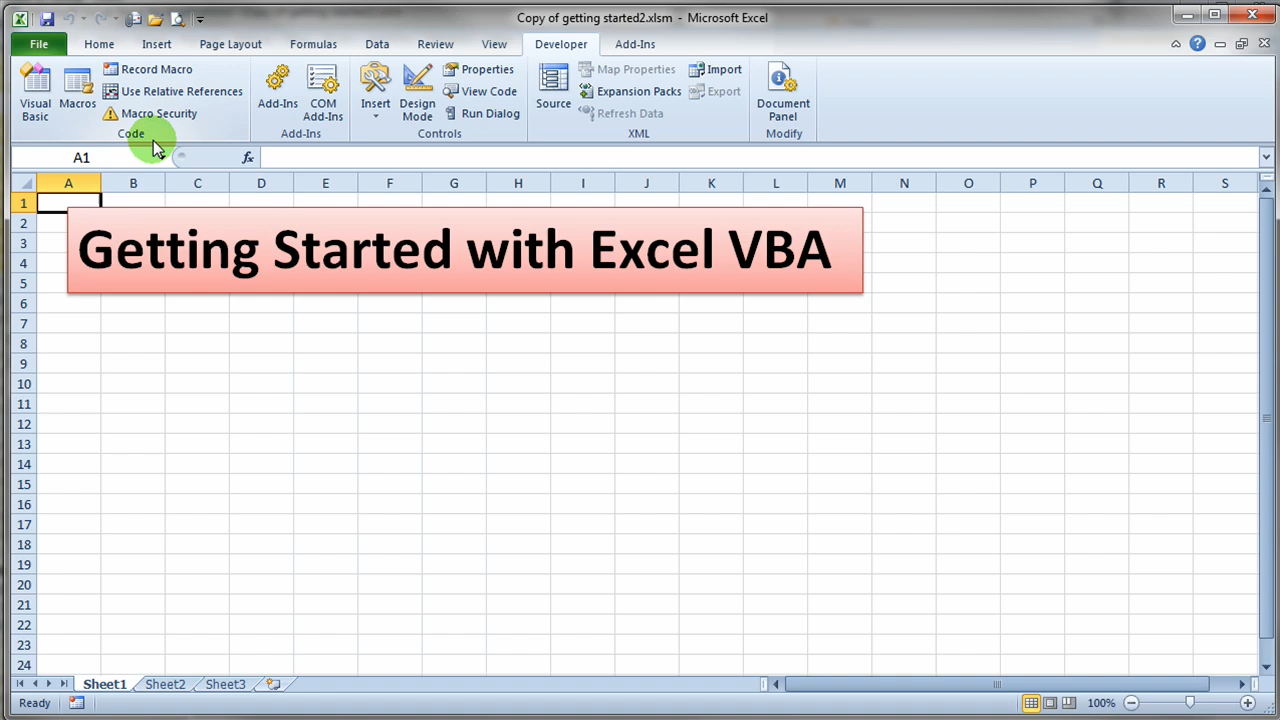 Copy of getting started2.xlsm - Microsoft Excel
File Home Insert Page Layout Formulas Data Review View Developer Add-Ins
Visual Basic
Macros
Record Macro
Use Relative References
Macro Security
Code
Add-Ins
COM Add-Ins
Add-Ins
Insert
Design Mode
Properties
View Code
Run Dialog
Controls
Source
Map Properties
Expansion Packs
Refresh Data
Import
Export
XML
Document Panel
Modify
A1
fx
A B C D E F G H I J K L M N O P Q R S
1
Getting Started with Excel VBA
2
3
4
5
6
7
8
9
10
11
12
13
14
15
16
17
18
19
20
21
22
23
24
Sheet1 Sheet2 Sheet3
Ready 100%